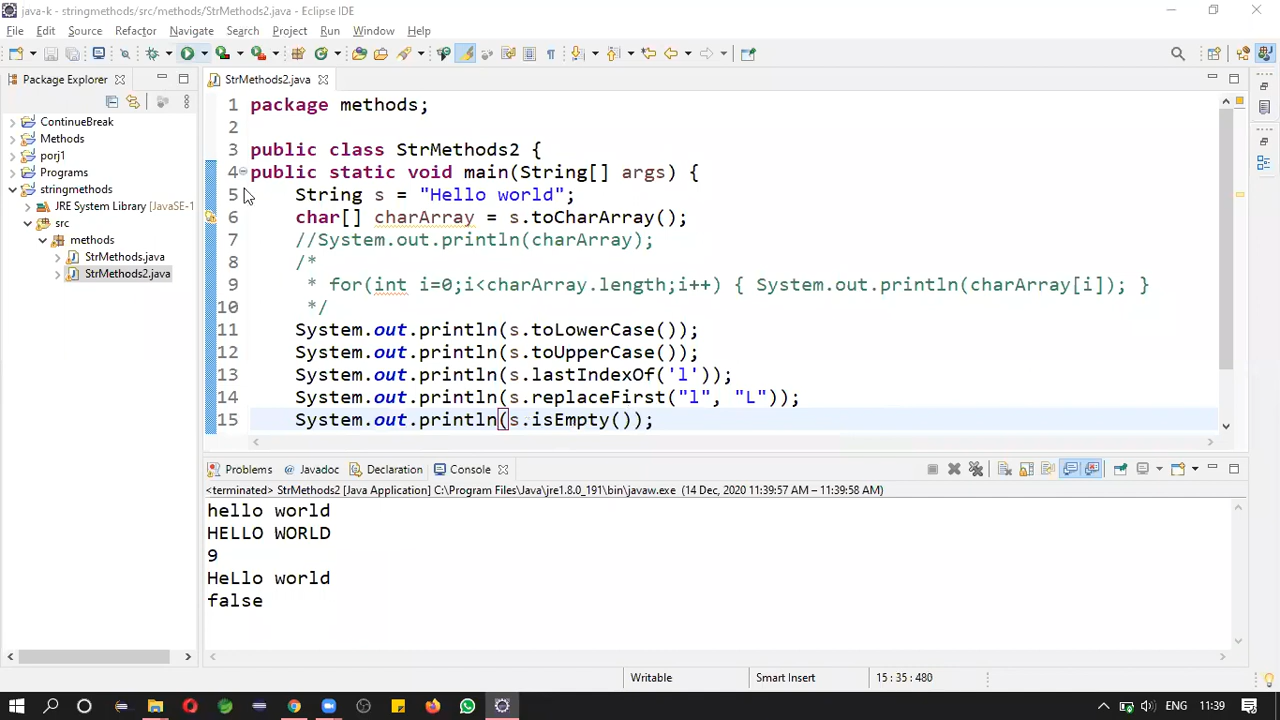 java-k - stringmethods/src/methods/StrMethods2.java - Eclipse IDE
File Edit Source Refactor Navigate Search Project Run Window Help
Package Explorer
StrMethods2.java
ContinueBreak
Methods
porj1
Programs
stringmethods
JRE System Library [JavaSE-1
src
methods
StrMethods.java
StrMethods2.java
1 package methods;
2
3 public class StrMethods2 {
4 public static void main(String[] args) {
5 String s = "Hello world";
6 char[] charArray = s.toCharArray();
7 //System.out.println(charArray);
8 /*
9 * for(int i=0;i<charArray.length;i++) { System.out.println(charArray[i]); }
10 */
11 System.out.println(s.toLowerCase());
12 System.out.println(s.toUpperCase());
13 System.out.println(s.lastIndexOf('l'));
14 System.out.println(s.replaceFirst("l", "L"));
15 System.out.println(s.isEmpty());
Problems Javadoc Declaration Console
<terminated> StrMethods2 [Java Application] C:\Program Files\Java\jre1.8.0_191\bin\javaw.exe (14 Dec, 2020 11:39:57 AM – 11:39:58 AM)
hello world
HELLO WORLD
9
HeLlo world
false
Writable Smart Insert 15 : 35 : 480
ENG 11:39